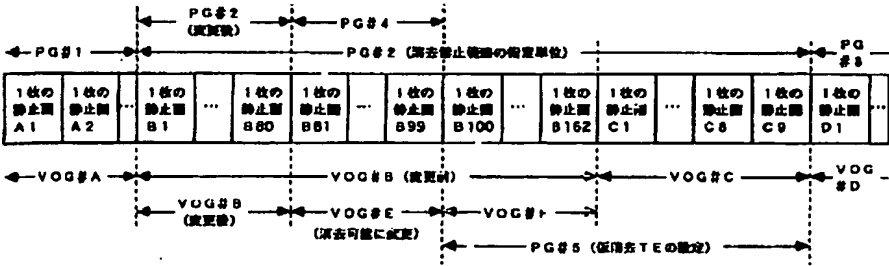 PG#2
(変更後)
PG#4
PG#1
PG#2 (消去禁止機能の指定単位)
PG
#3
1枚の
静止画
A1
1枚の
静止画
A2
…
1枚の
静止画
B1
…
1枚の
静止画
B80
1枚の
静止画
B81
…
1枚の
静止画
B99
1枚の
静止画
B100
…
1枚の
静止画
B162
1枚の
静止画
C1
…
1枚の
静止画
C8
1枚の
静止画
C9
1枚の
静止画
D1
…
VOG#A
VOG#B (変更前)
VOG#C
VOG
#D
VOG#B
(変更後)
VOG#E
(消去可能に変更)
VOG#F
PG#5 (仮消去TEの設定)